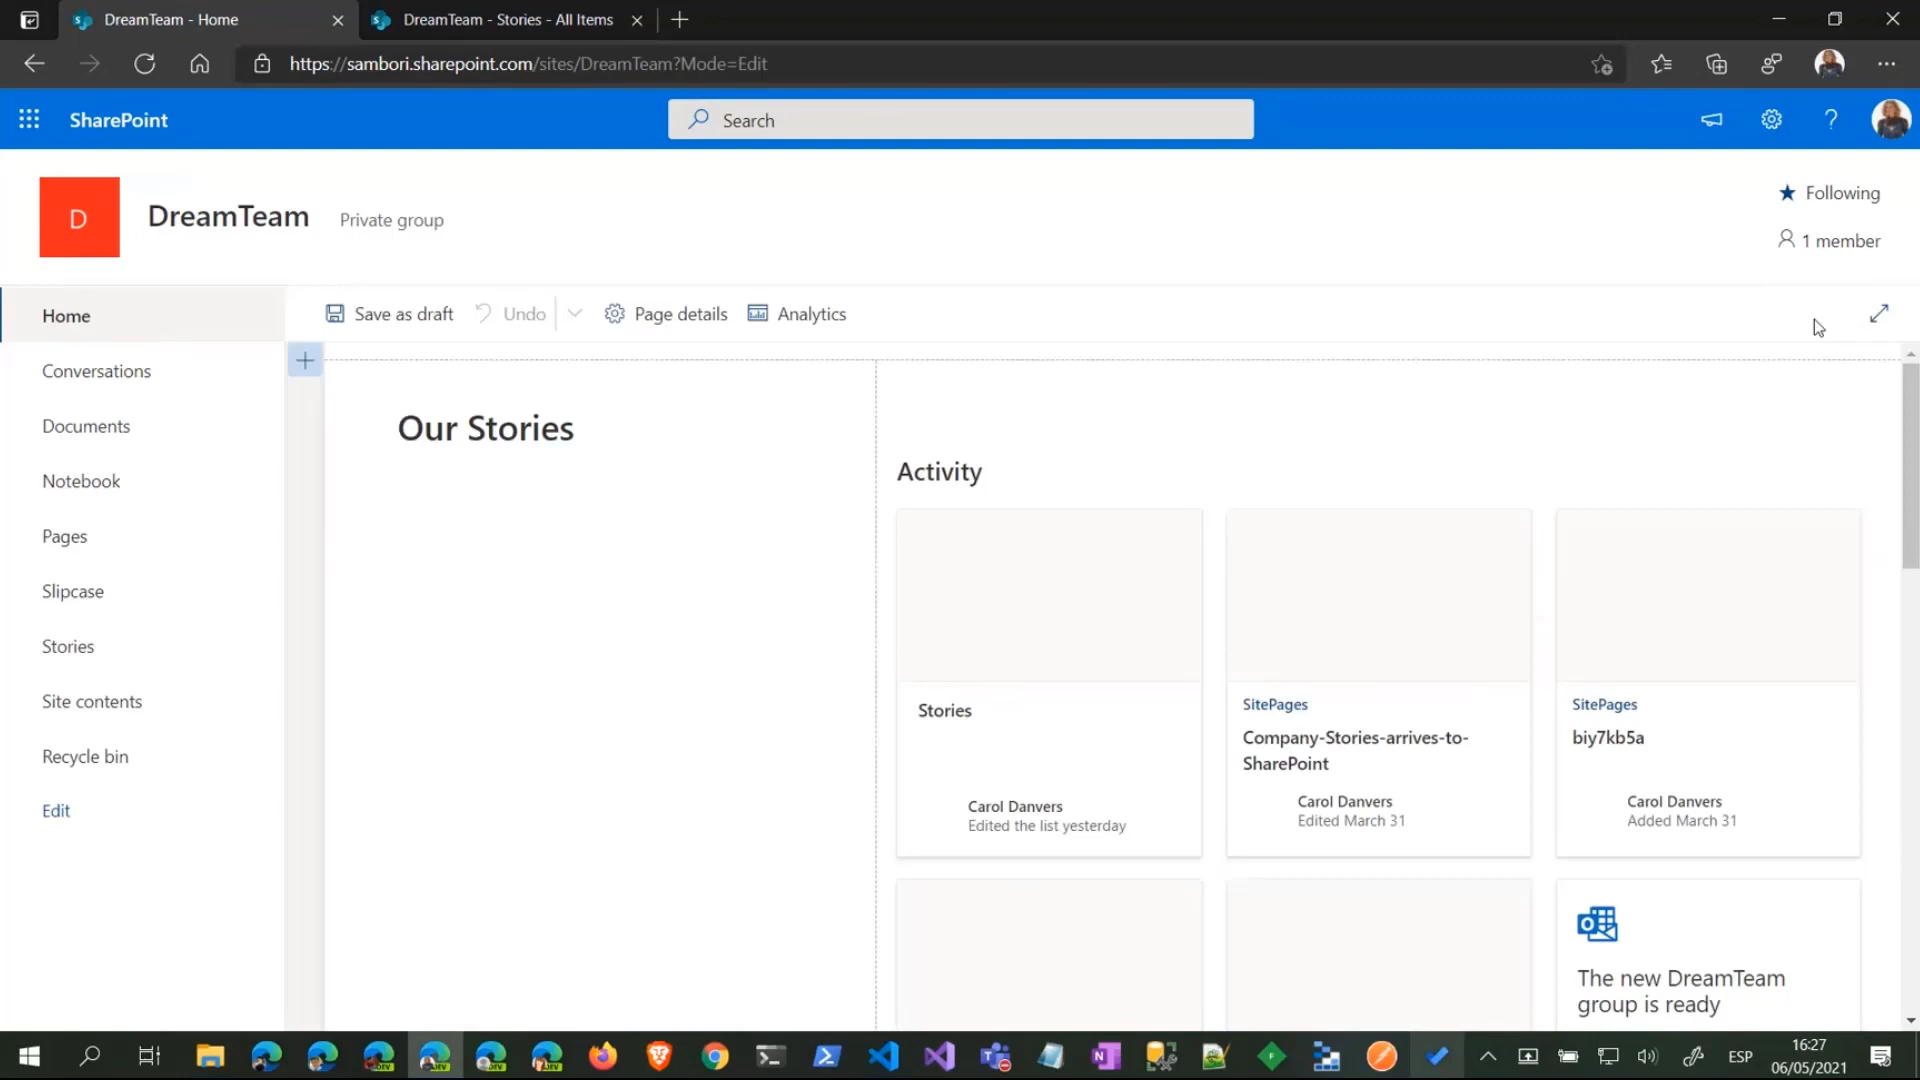 DreamTeam - Home
DreamTeam - Stories - All Items
https://sambori.sharepoint.com/sites/DreamTeam?Mode=Edit
SharePoint
Search
D
DreamTeam
Private group
Following
1 member
Home
Conversations
Documents
Notebook
Pages
Slipcase
Stories
Site contents
Recycle bin
Edit
Save as draft
Undo
Page details
Analytics
Our Stories
Activity
Stories
Carol Danvers
Edited the list yesterday
SitePages
Company-Stories-arrives-to-
SharePoint
Carol Danvers
Edited March 31
SitePages
biy7kb5a
Carol Danvers
Added March 31
The new DreamTeam
group is ready
ESP
16:27
06/05/2021